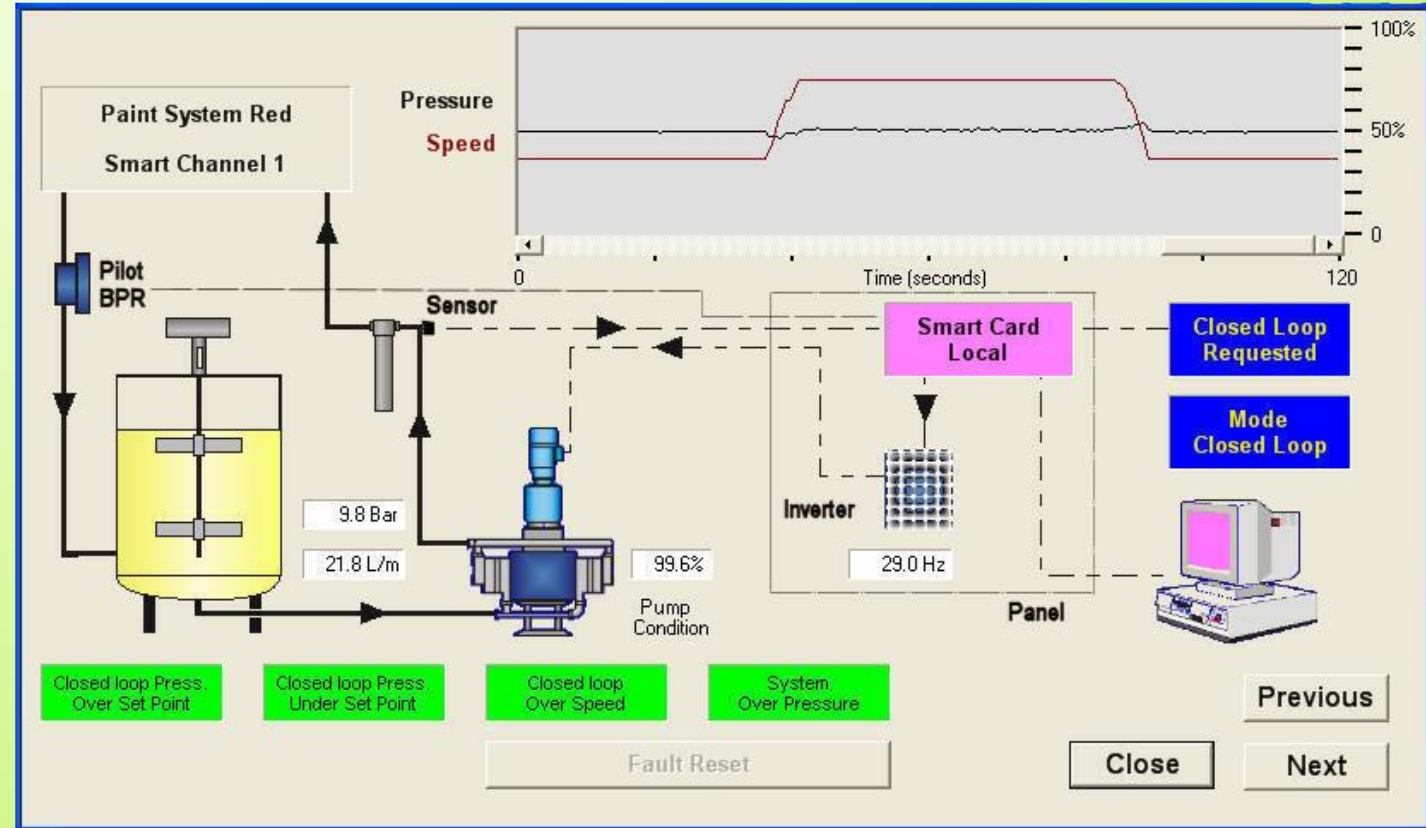 100%
Pressure
Speed
50%
0
0
Time (seconds)
120
Paint System Red
Smart Channel 1
Pilot
BPR
Sensor
Smart Card
Local
Closed Loop
Requested
Mode
Closed Loop
Inverter
9.8 Bar
21.8 L/m
99.6%
29.0 Hz
Pump
Condition
Panel
Closed loop Press.
Over Set Point
Closed loop Press.
Under Set Point
Closed loop
Over Speed
System
Over Pressure
Previous
Fault Reset
Close
Next